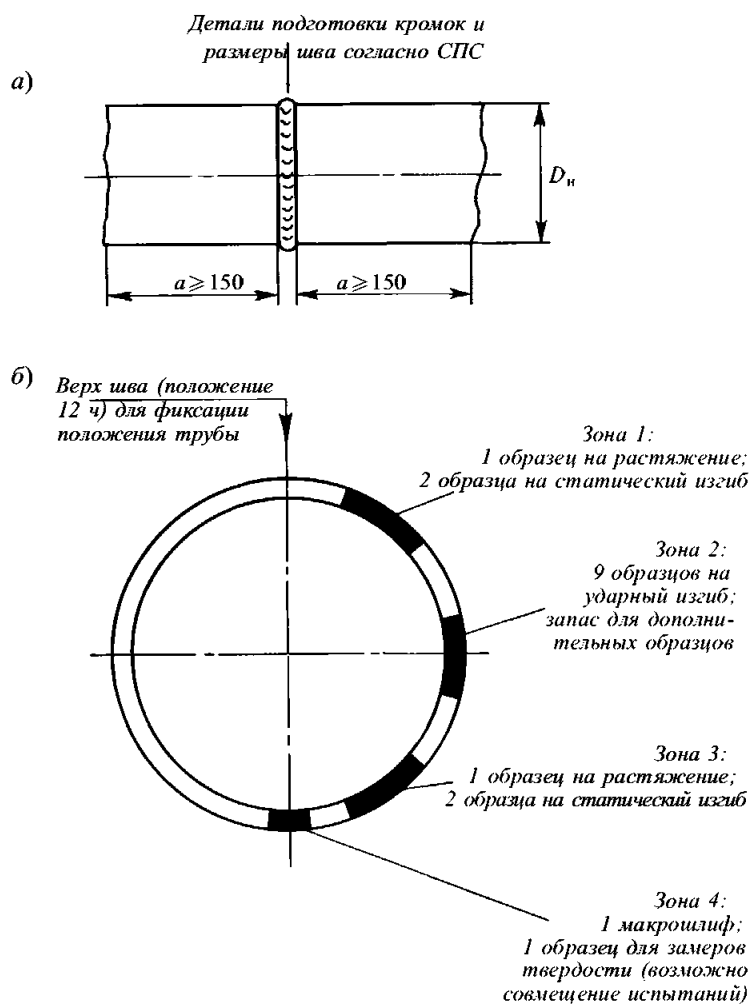 Детали подготовки кромок и
размеры шва согласно СПС
а)
Dн
a ≥ 150
a ≥ 150
б)
Верх шва (положение
12 ч) для фиксации
положения трубы
Зона 1:
1 образец на растяжение;
2 образца на статический изгиб
Зона 2:
9 образцов на
ударный изгиб;
запас для дополни-
тельных образцов
Зона 3:
1 образец на растяжение;
2 образца на статический изгиб
Зона 4:
1 макрошлиф;
1 образец для замеров
твердости (возможно
совмещение испытаний)